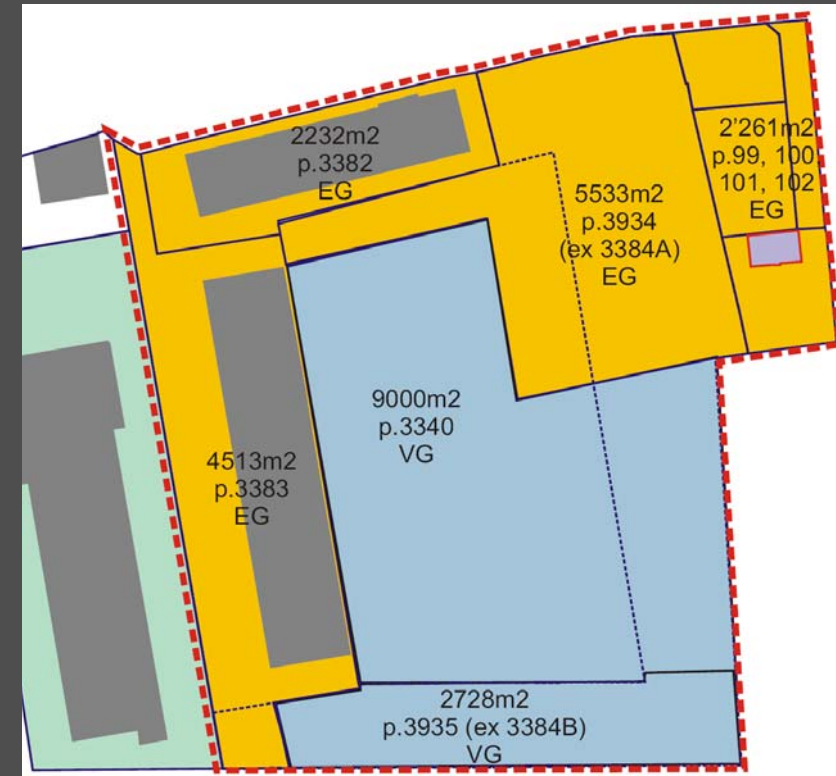 2232m2
p.3382
EG
2'261m2
p.99, 100
101, 102
EG
5533m2
p.3934
(ex 3384A)
EG
9000m2
p.3340
VG
4513m2
p.3383
EG
2728m2
p.3935 (ex 3384B)
VG